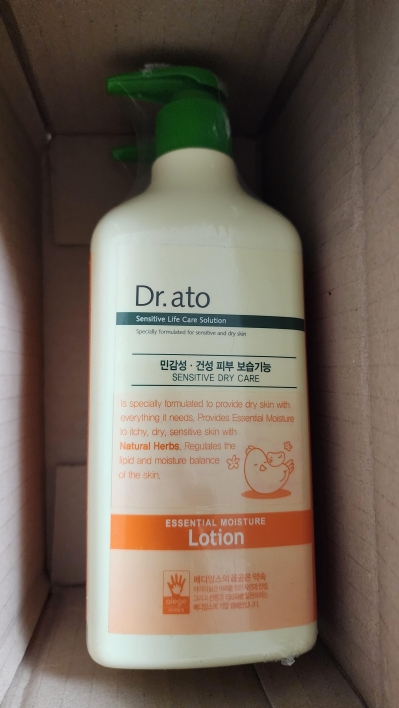 Dr.ato
Sensitive Life Care Solution
Specially formulated for sensitive and dry skin
민감성 · 건성 피부 보습기능
SENSITIVE DRY CARE
Is specially formulated to provide dry skin with
everything it needs. Provides Essential Moisture
to itchy, dry, sensitive skin with
Natural Herbs. Regulates the
lipid and moisture balance
of the skin.
ESSENTIAL MOISTURE
Lotion